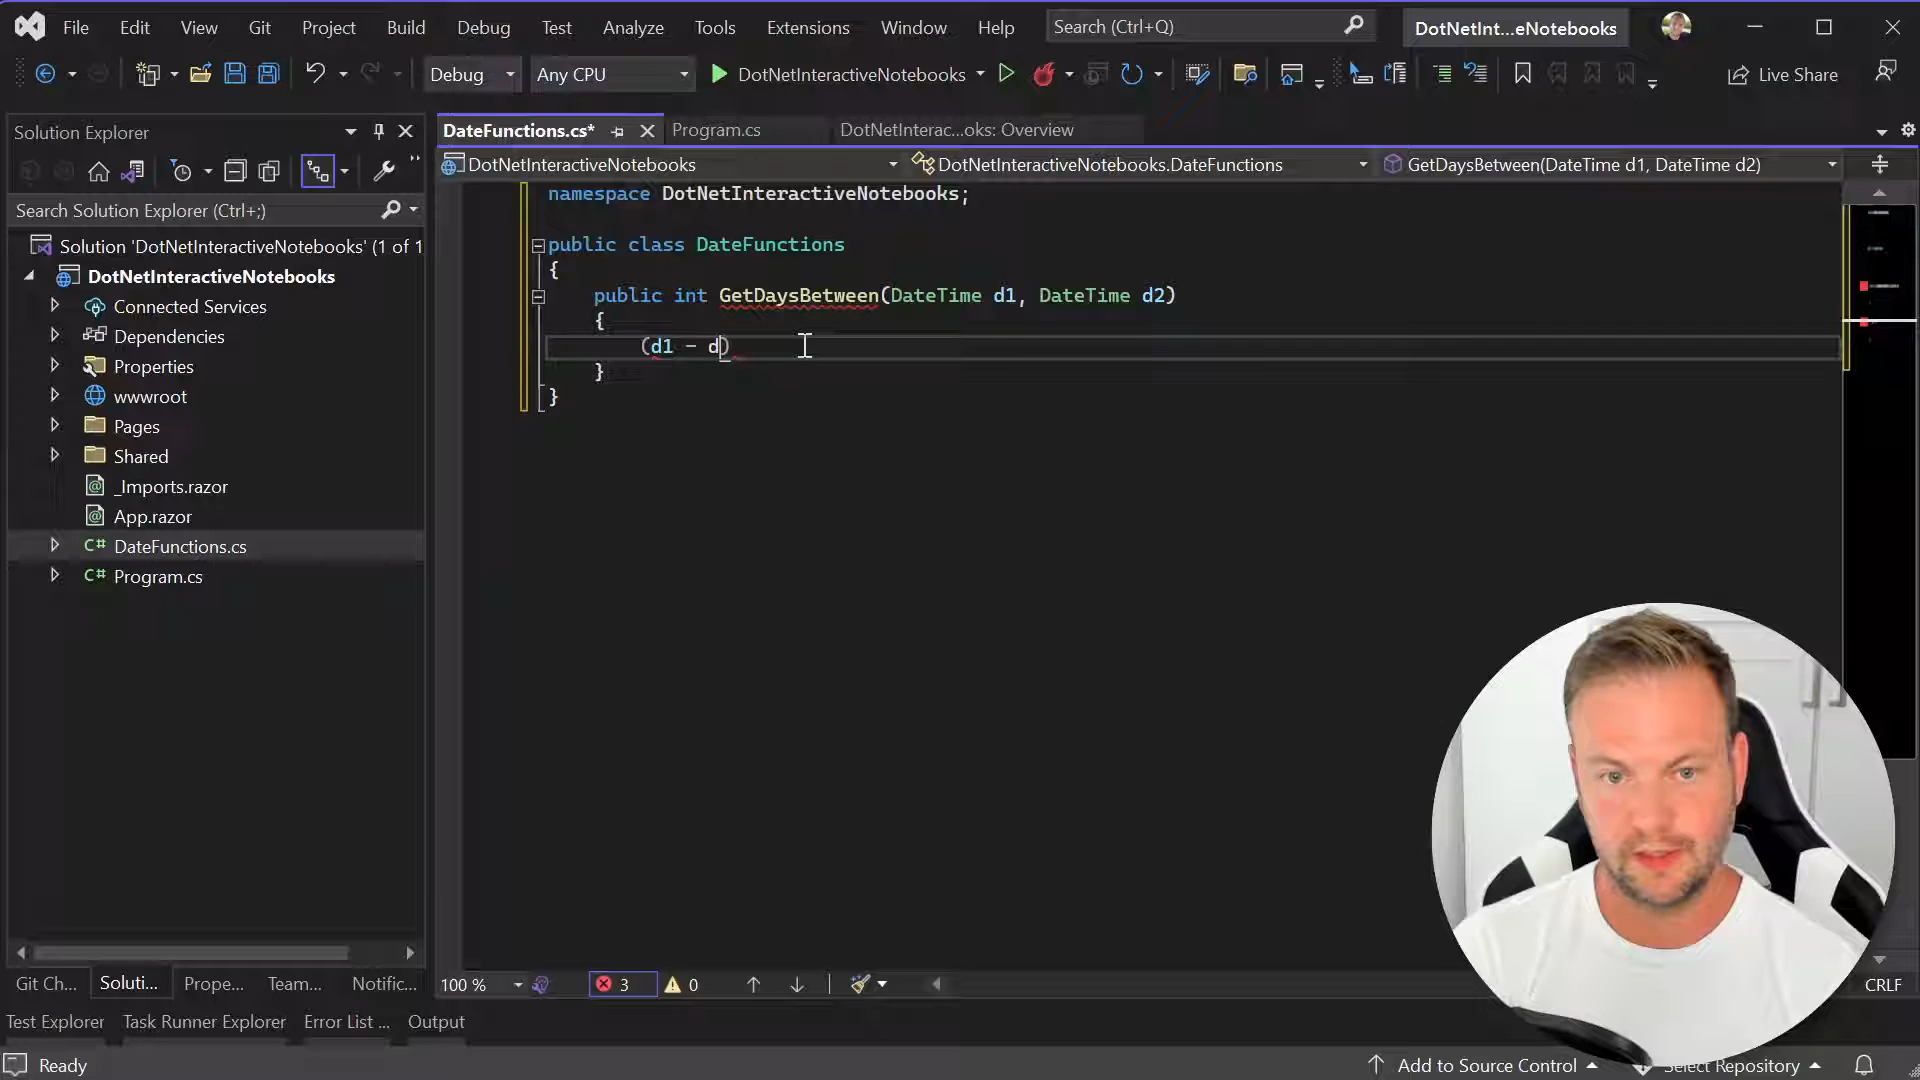 File Edit View Git Project Build Debug Test Analyze Tools Extensions Window Help Search (Ctrl+Q) DotNetInt...eNotebooks
Debug Any CPU DotNetInteractiveNotebooks Live Share
Solution Explorer
Search Solution Explorer (Ctrl+;)
Solution 'DotNetInteractiveNotebooks' (1 of 1
DotNetInteractiveNotebooks
Connected Services
Dependencies
Properties
wwwroot
Pages
Shared
_Imports.razor
App.razor
C# DateFunctions.cs
C# Program.cs
DateFunctions.cs* Program.cs DotNetInterac...oks: Overview
DotNetInteractiveNotebooks DotNetInteractiveNotebooks.DateFunctions GetDaysBetween(DateTime d1, DateTime d2)
namespace DotNetInteractiveNotebooks;
public class DateFunctions
{
public int GetDaysBetween(DateTime d1, DateTime d2)
{
(d1 - d)
}
}
100 % 3 0 CRLF
Git Ch... Soluti... Prope... Team... Notific...
Test Explorer Task Runner Explorer Error List ... Output
Ready Add to Source Control Select Repository